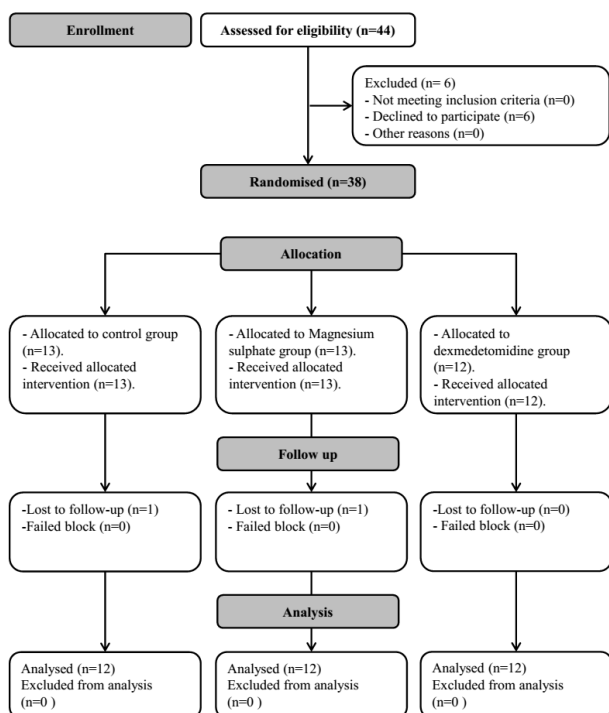 Enrollment
Assessed for eligibility (n=44)
Excluded (n= 6)
- Not meeting inclusion criteria (n=0)
- Declined to participate (n=6)
- Other reasons (n=0)
Randomised (n=38)
Allocation
- Allocated to control group
(n=13).
- Received allocated
intervention (n=13).
- Allocated to Magnesium
sulphate group (n=13).
- Received allocated
intervention (n=13).
- Allocated to
dexmedetomidine group
(n=12).
- Received allocated
intervention (n=12).
Follow up
-Lost to follow-up (n=1)
-Failed block (n=0)
- Lost to follow-up (n=1)
- Failed block (n=0)
-Lost to follow-up (n=0)
- Failed block (n=0)
Analysis
Analysed (n=12)
Excluded from analysis
(n=0 )
Analysed (n=12)
Excluded from analysis
(n=0 )
Analysed (n=12)
Excluded from analysis
(n=0 )